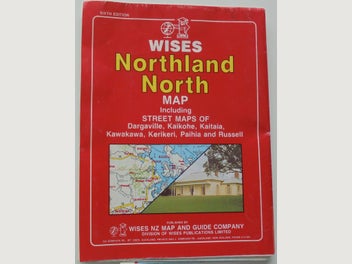 SIXTH EDITION
WISES
Northland
North
MAP
Including
STREET MAPS OF
Dargaville, Kaikohe, Kaitaia,
Kawakawa, Kerikeri, Paihia and Russell
PUBLISHED BY
WISES NZ MAP AND GUIDE COMPANY
DIVISION OF WISES PUBLICATIONS LIMITED